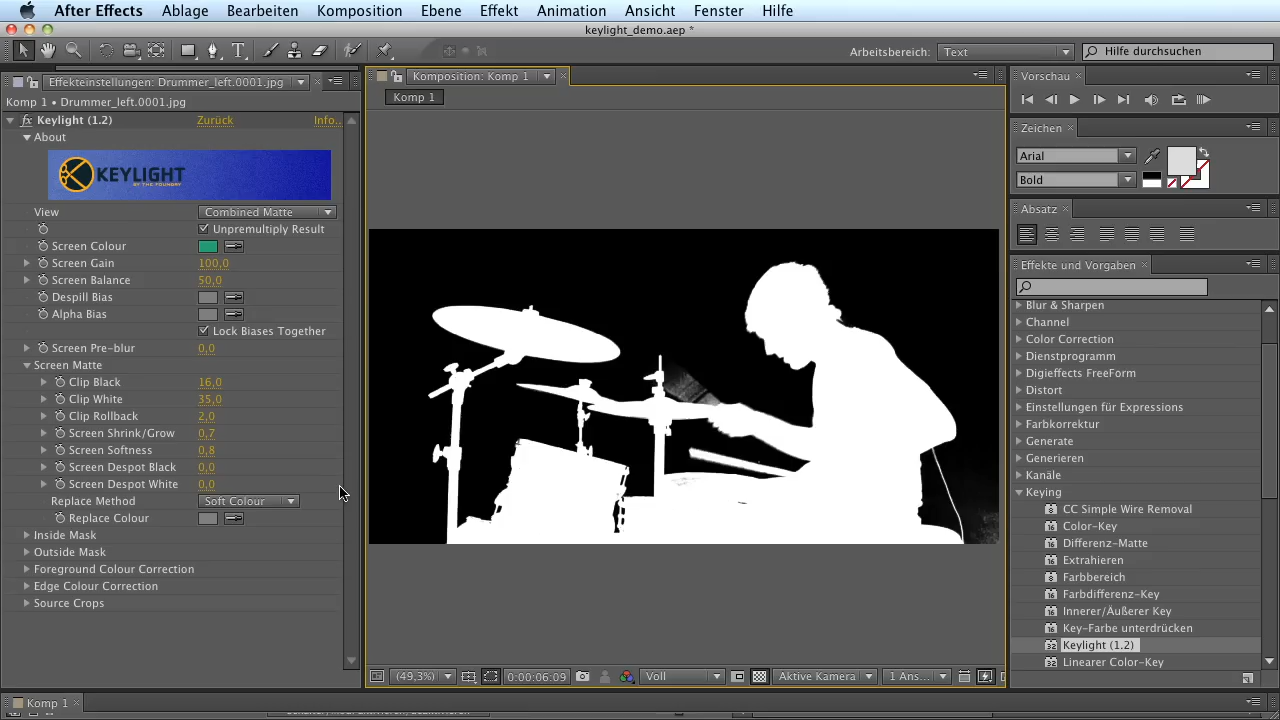 After Effects Ablage Bearbeiten Komposition Ebene Effekt Animation Ansicht Fenster Hilfe
keylight_demo.aep *
Arbeitsbereich: Text Hilfe durchsuchen
Effekteinstellungen: Drummer_left.0001.jpg
Komp 1 • Drummer_left.0001.jpg
Keylight (1.2) Zurück Info..
About
KEYLIGHT
BY THE FOUNDRY
View Combined Matte
Unpremultiply Result
Screen Colour
Screen Gain 100,0
Screen Balance 50,0
Despill Bias
Alpha Bias
Lock Biases Together
Screen Pre-blur 0,0
Screen Matte
Clip Black 16,0
Clip White 35,0
Clip Rollback 2,0
Screen Shrink/Grow 0,7
Screen Softness 0,8
Screen Despot Black 0,0
Screen Despot White 0,0
Replace Method Soft Colour
Replace Colour
Inside Mask
Outside Mask
Foreground Colour Correction
Edge Colour Correction
Source Crops
Komposition: Komp 1
Komp 1
(49,3%) 0:00:06:09 Voll Aktive Kamera 1 Ans...
Vorschau
Zeichen
Arial
Bold
Absatz
Effekte und Vorgaben
Blur & Sharpen
Channel
Color Correction
Dienstprogramm
Digieffects FreeForm
Distort
Einstellungen für Expressions
Farbkorrektur
Generate
Generieren
Kanäle
Keying
CC Simple Wire Removal
Color-Key
Differenz-Matte
Extrahieren
Farbbereich
Farbdifferenz-Key
Innerer/Äußerer Key
Key-Farbe unterdrücken
Keylight (1.2)
Linearer Color-Key
Komp 1